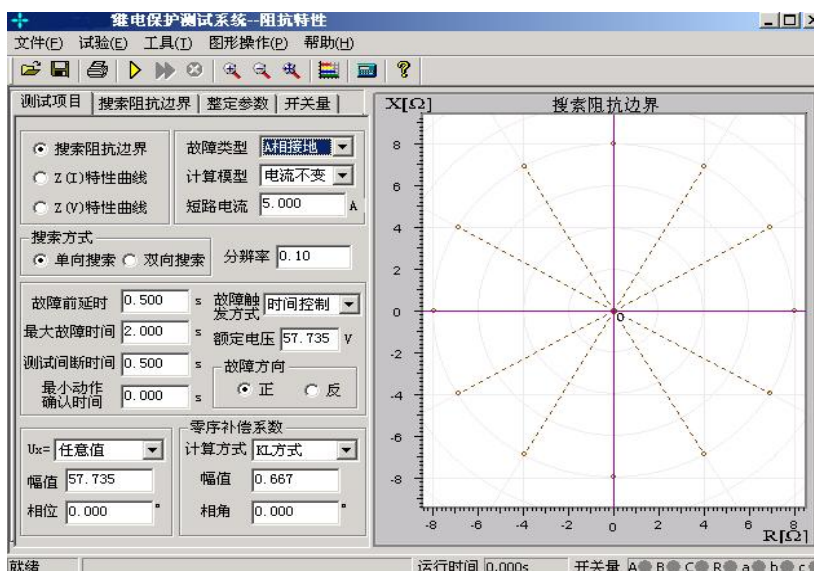 继电保护测试系统--阻抗特性
文件(F) 试验(E) 工具(T) 图形操作(P) 帮助(H)
测试项目 搜索阻抗边界 整定参数 开关量
搜索阻抗边界
Z(I)特性曲线
Z(V)特性曲线
故障类型 A相接地
计算模型 电流不变
短路电流 5.000 A
搜索方式
单向搜索 双向搜索
分辨率 0.10
故障前延时 0.500 s
最大故障时间 2.000 s
测试间断时间 0.500 s
最小动作
确认时间 0.000 s
故障触
发方式 时间控制
额定电压 57.735 V
故障方向
正 反
Ux= 任意值
幅值 57.735
相位 0.000 °
零序补偿系数
计算方式 KL方式
幅值 0.667
相角 0.000 °
X[Ω] 搜索阻抗边界
8
6
4
2
0
-2
-4
-6
-8
0
-8 -6 -4 -2 0 2 4 6 8
R[Ω]
就绪 运行时间 0.000s 开关量 A B C R a b c